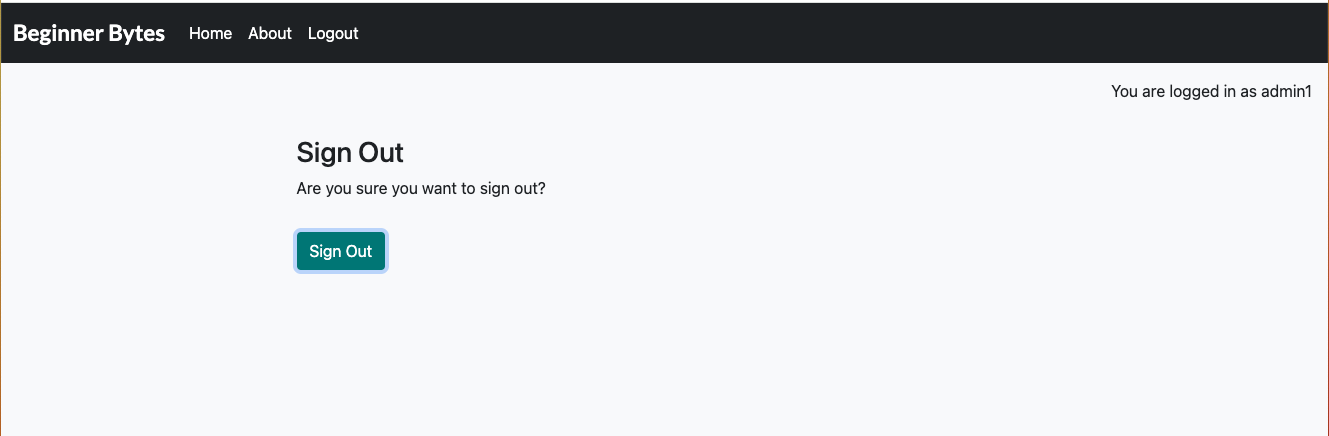 Beginner Bytes Home About Logout
You are logged in as admin1
Sign Out
Are you sure you want to sign out?
Sign Out